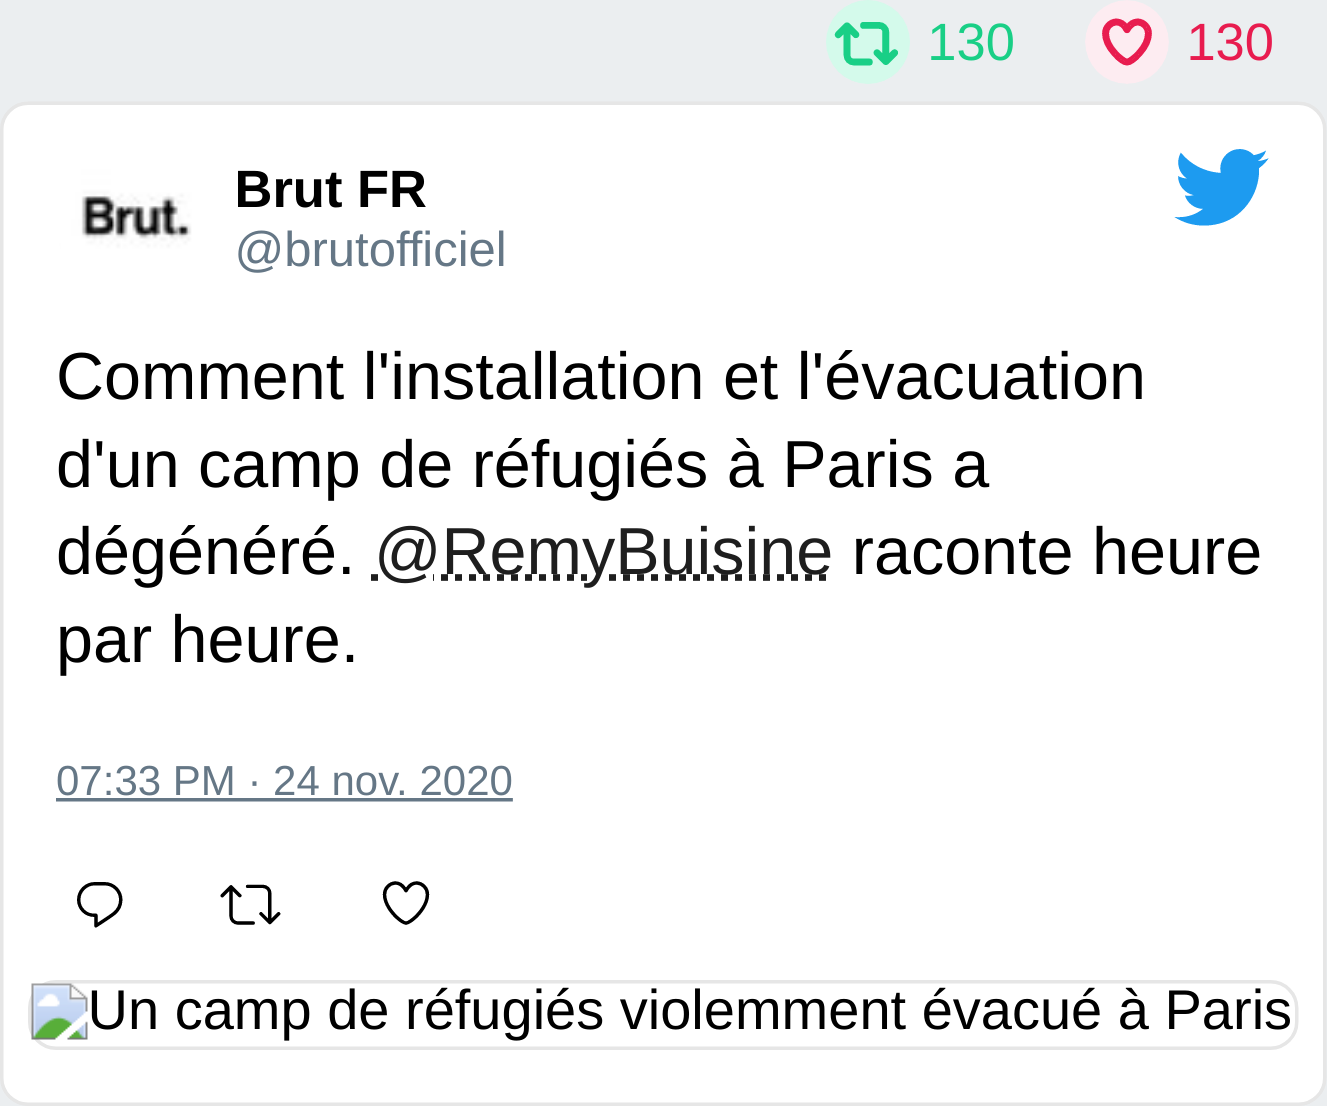 130 130
Brut.
Brut FR
@brutofficiel
Comment l'installation et l'évacuation
d'un camp de réfugiés à Paris a
dégénéré. @RemyBuisine raconte heure
par heure.
07:33 PM · 24 nov. 2020
Un camp de réfugiés violemment évacué à Paris